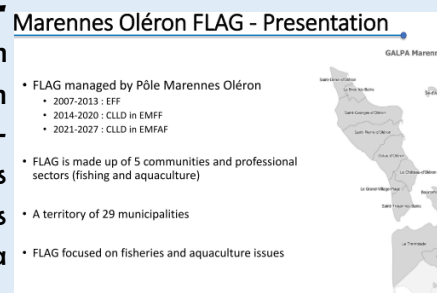 Marennes Oléron FLAG - Presentation
GALPA Maren
• FLAG managed by Pôle Marennes Oléron
• 2007-2013 : EFF
• 2014-2020 : CLLD in EMFF
• 2021-2027 : CLLD in EMFAF
• FLAG is made up of 5 communities and professional
sectors (fishing and aquaculture)
• A territory of 29 municipalities
• FLAG focused on fisheries and aquaculture issues
Saint-Georges d'Oléron
Saint-Pierre d'Oléron
Dolus d'Oléron
Le Château d'Oléron
Le Grand-Village-Plage
Saint-Trojan-les-Bains
La Tremblade